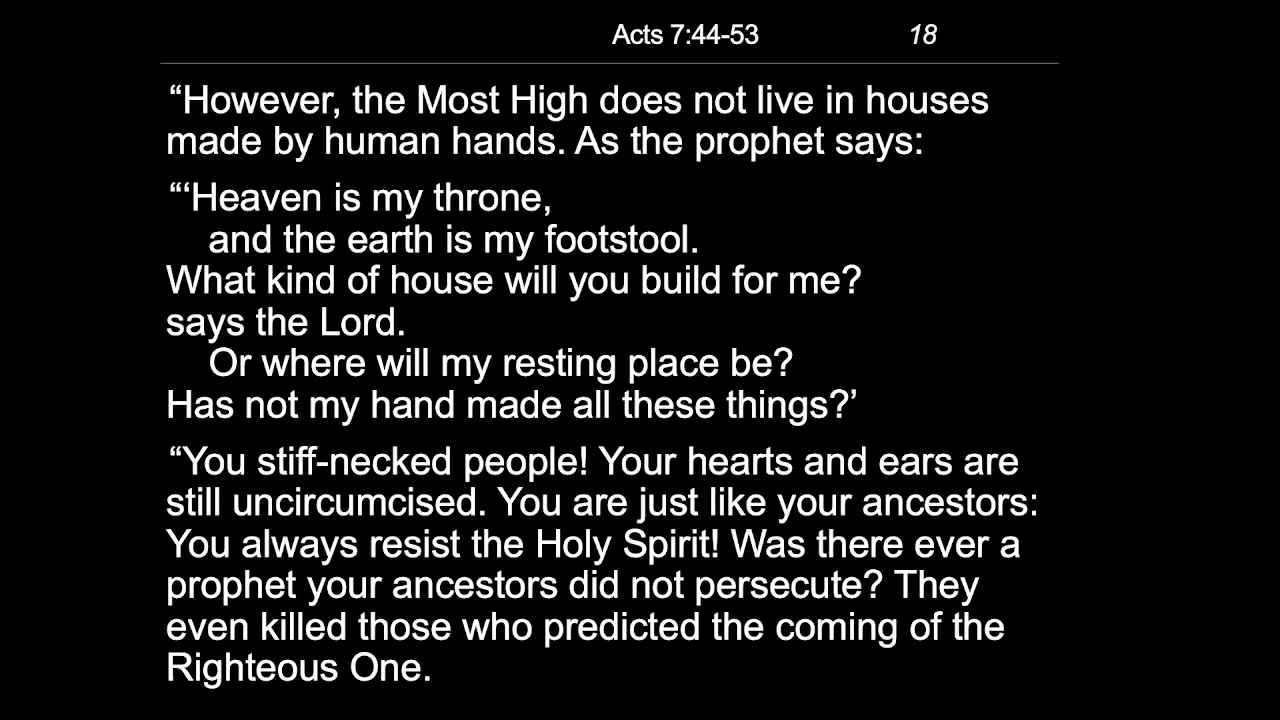 Acts 7:44-53 18
“However, the Most High does not live in houses
made by human hands. As the prophet says:
“‘Heaven is my throne,
and the earth is my footstool.
What kind of house will you build for me?
says the Lord.
Or where will my resting place be?
Has not my hand made all these things?’
“You stiff-necked people! Your hearts and ears are
still uncircumcised. You are just like your ancestors:
You always resist the Holy Spirit! Was there ever a
prophet your ancestors did not persecute? They
even killed those who predicted the coming of the
Righteous One.